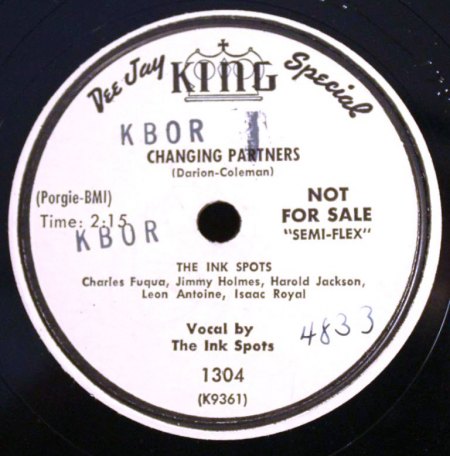 Dee Jay KING Special
KBOR 1
CHANGING PARTNERS
(Darion-Coleman)
(Porgie-BMI)
Time: 2:15
KBOR
NOT
FOR SALE
"SEMI-FLEX"
THE INK SPOTS
Charles Fuqua, Jimmy Holmes, Harold Jackson,
Leon Antoine, Isaac Royal
Vocal by
The Ink Spots
4833
1304
(K9361)